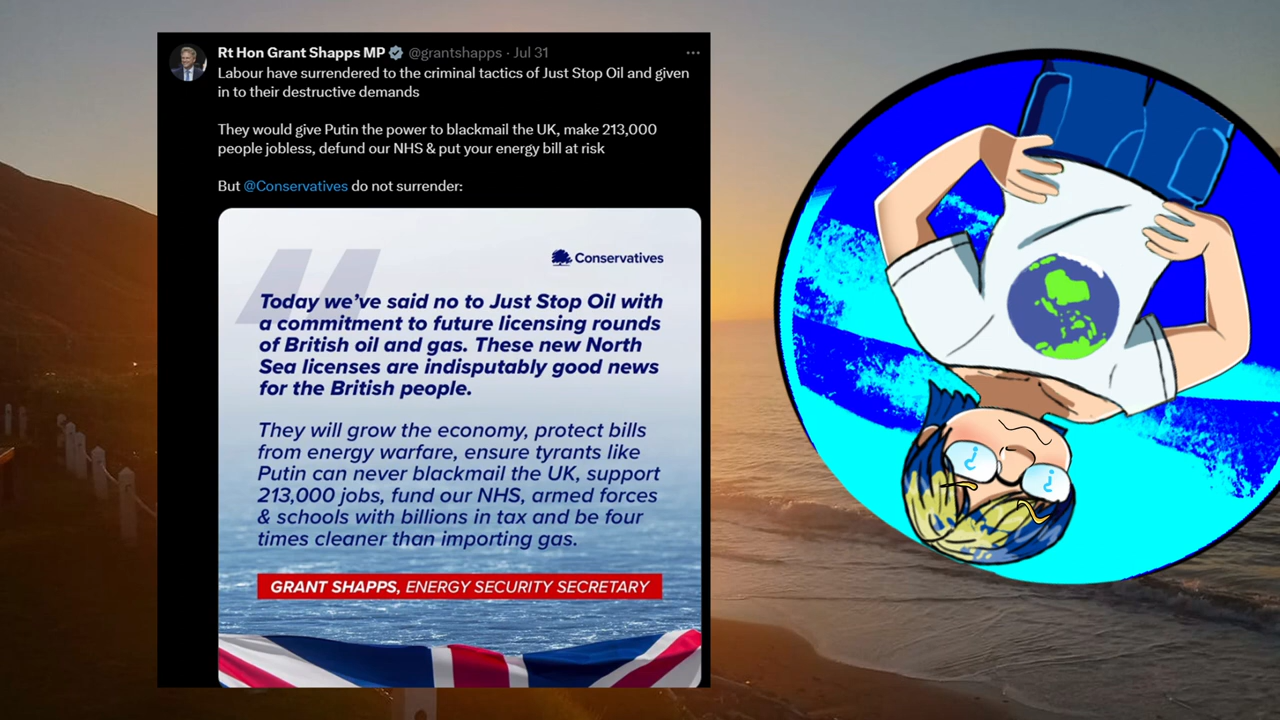 Rt Hon Grant Shapps MP @grantshapps · Jul 31 ...
Labour have surrendered to the criminal tactics of Just Stop Oil and given
in to their destructive demands
They would give Putin the power to blackmail the UK, make 213,000
people jobless, defund our NHS & put your energy bill at risk
But @Conservatives do not surrender:
Conservatives
Today we've said no to Just Stop Oil with
a commitment to future licensing rounds
of British oil and gas. These new North
Sea licenses are indisputably good news
for the British people.
They will grow the economy, protect bills
from energy warfare, ensure tyrants like
Putin can never blackmail the UK, support
213,000 jobs, fund our NHS, armed forces
& schools with billions in tax and be four
times cleaner than importing gas.
GRANT SHAPPS, ENERGY SECURITY SECRETARY
? ?